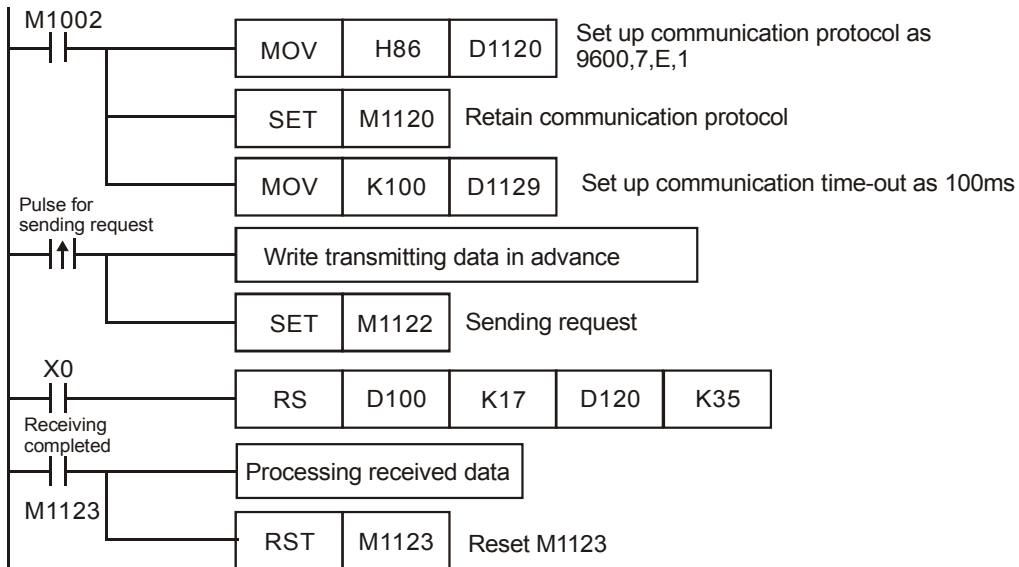 M1002
MOV H86 D1120 Set up communication protocol as
9600,7,E,1
SET M1120 Retain communication protocol
MOV K100 D1129 Set up communication time-out as 100ms
Pulse for
sending request
Write transmitting data in advance
SET M1122 Sending request
X0
RS D100 K17 D120 K35
Receiving
completed
Processing received data
M1123
RST M1123 Reset M1123